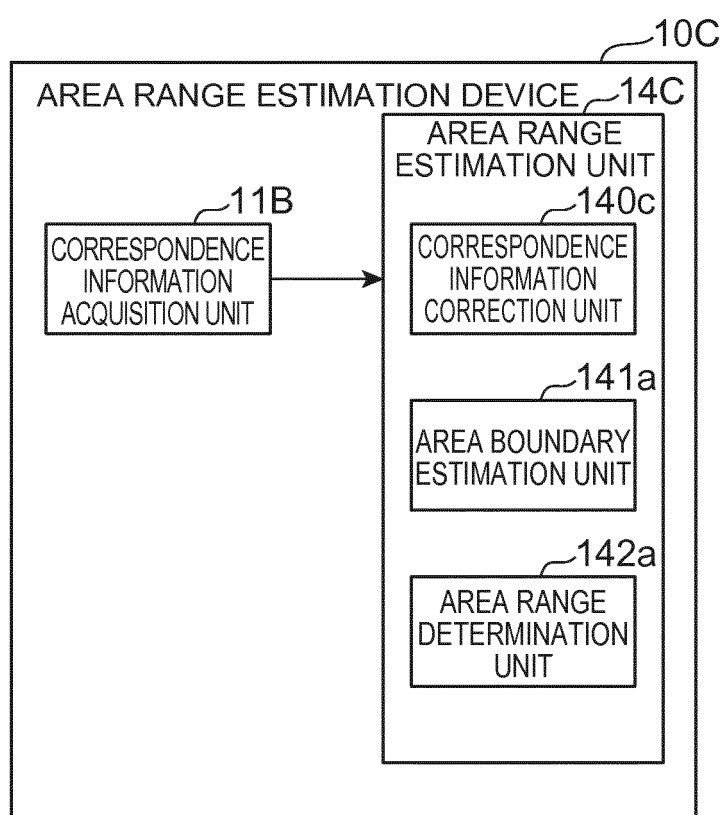 10C
AREA RANGE ESTIMATION DEVICE
14C
AREA RANGE
ESTIMATION UNIT
11B
CORRESPONDENCE
INFORMATION
ACQUISITION UNIT
140c
CORRESPONDENCE
INFORMATION
CORRECTION UNIT
141a
AREA BOUNDARY
ESTIMATION UNIT
142a
AREA RANGE
DETERMINATION
UNIT